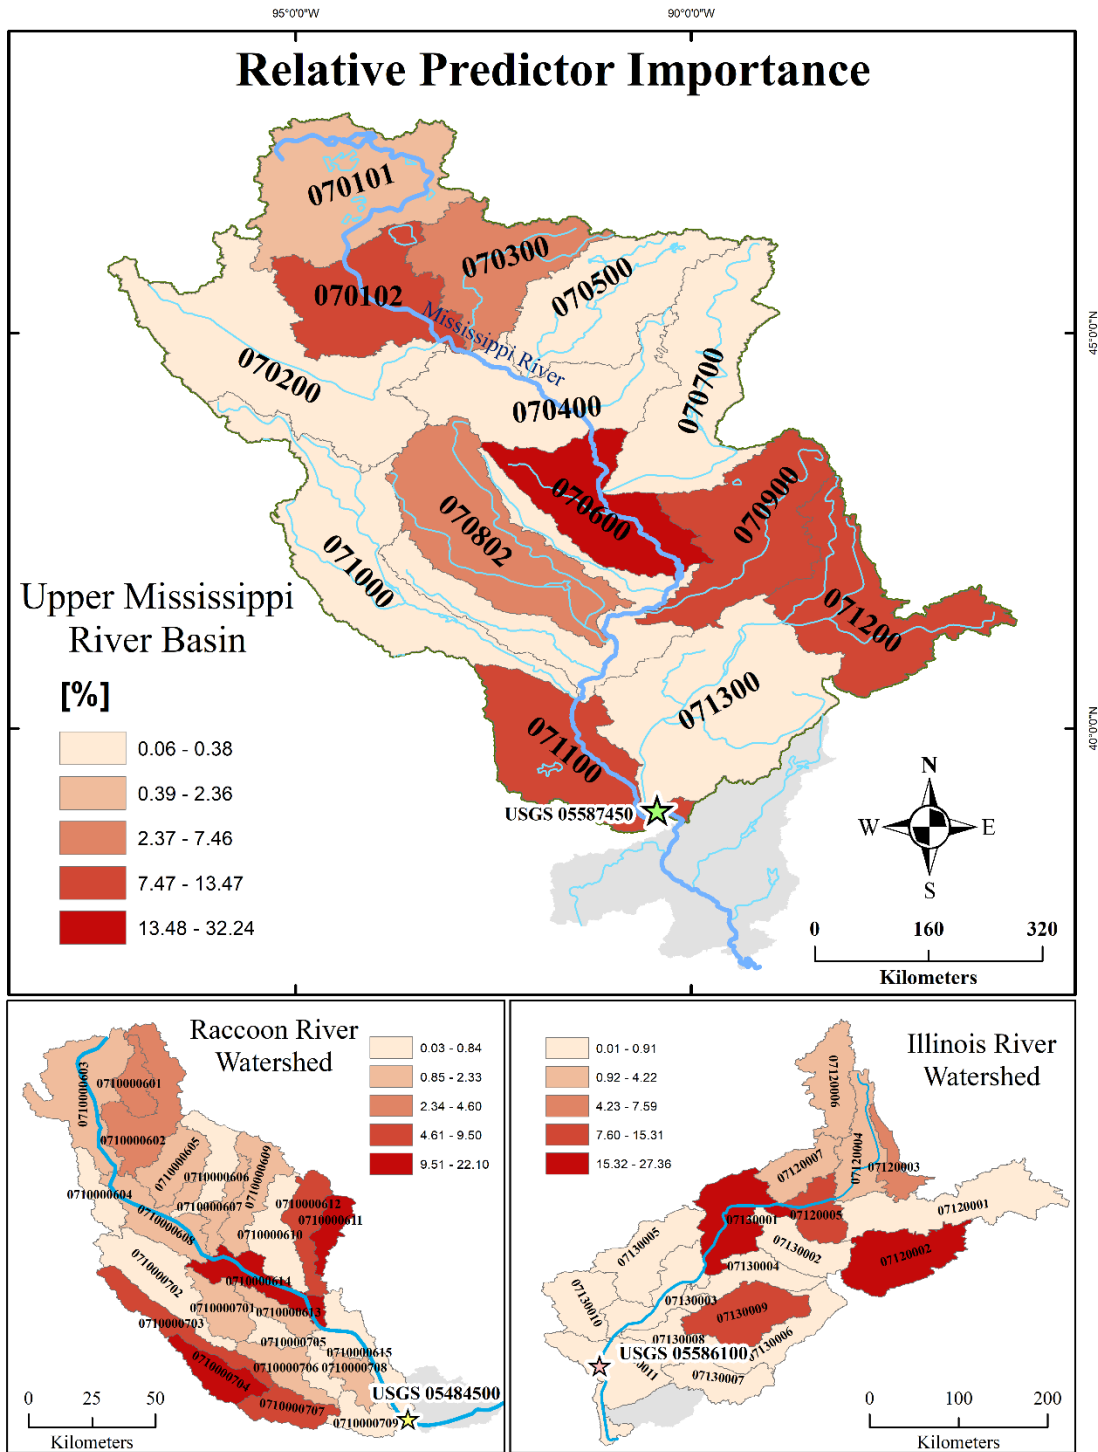 95°0'0"W
90°0'0"W
Relative Predictor Importance
070101
070300
070500
070102
Mississippi River
45°0'0"N
070200
070400
070700
070600
070900
070802
071000
071200
Upper Mississippi
River Basin
071300
[%]
071100
40°0'0"N
0.06 - 0.38
0.39 - 2.36
2.37 - 7.46
7.47 - 13.47
13.48 - 32.24
USGS 05587450
N
W
E
S
0 160 320
Kilometers
Raccoon River
Watershed
0.03 - 0.84
0.85 - 2.33
2.34 - 4.60
4.61 - 9.50
9.51 - 22.10
0710000603
0710000601
0710000602
0710000605
0710000606
0710000609
0710000604
0710000607
0710000612
0710000611
0710000608
0710000610
0710000702
0710000614
0710000701
0710000613
0710000703
0710000705
0710000615
0710000704
0710000706
0710000708
0710000707
USGS 05484500
0710000709
0 25 50
Kilometers
0.01 - 0.91
0.92 - 4.22
4.23 - 7.59
7.60 - 15.31
15.32 - 27.36
Illinois River
Watershed
07120006
07120004
07120007
07120003
07120001
07130001
07120005
07130005
07130002
07120002
07130004
07130010
07130003
07130009
07130008
07130006
USGS 05586100
0011
07130007
0 100 200
Kilometers